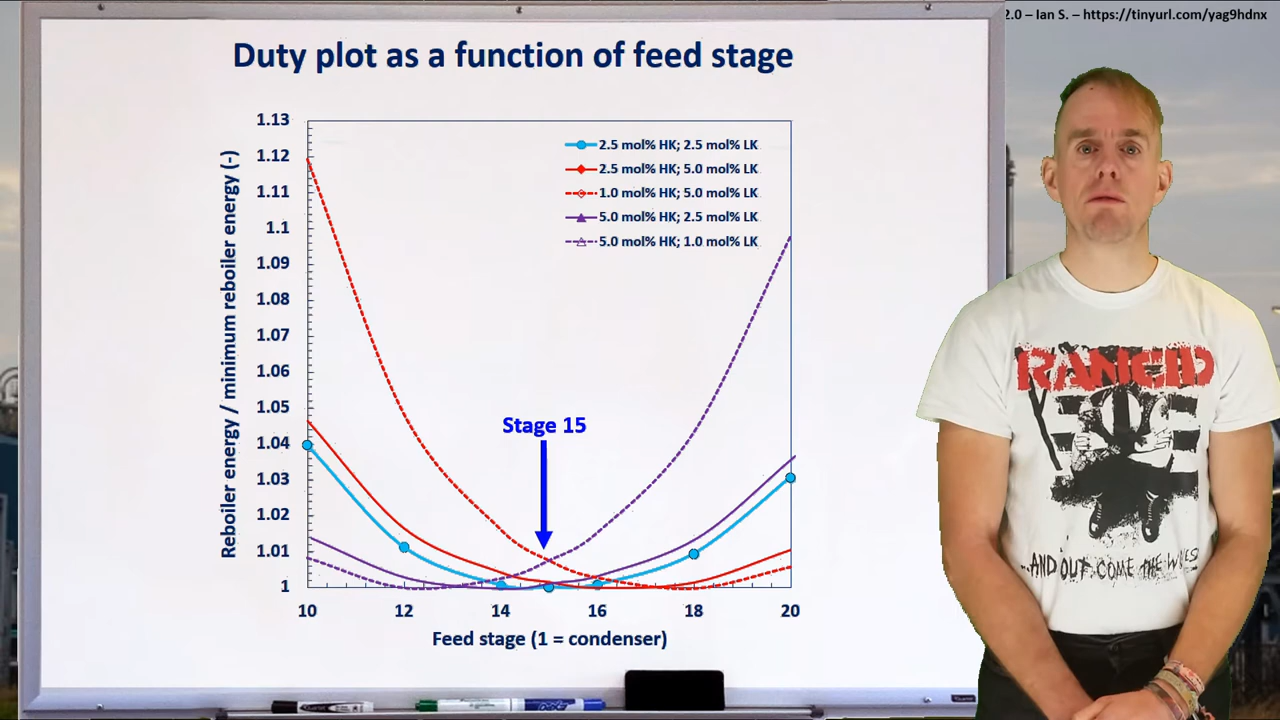 2.0 – Ian S. – https://tinyurl.com/yag9hdnx
Duty plot as a function of feed stage
Reboiler energy / minimum reboiler energy (-)
1.13
1.12
1.11
1.1
1.09
1.08
1.07
1.06
1.05
1.04
1.03
1.02
1.01
1
2.5 mol% HK; 2.5 mol% LK
2.5 mol% HK; 5.0 mol% LK
1.0 mol% HK; 5.0 mol% LK
5.0 mol% HK; 2.5 mol% LK
5.0 mol% HK; 1.0 mol% LK
Stage 15
10 12 14 16 18 20
Feed stage (1 = condenser)
RANCID
...AND OUT COME THE WOLVES